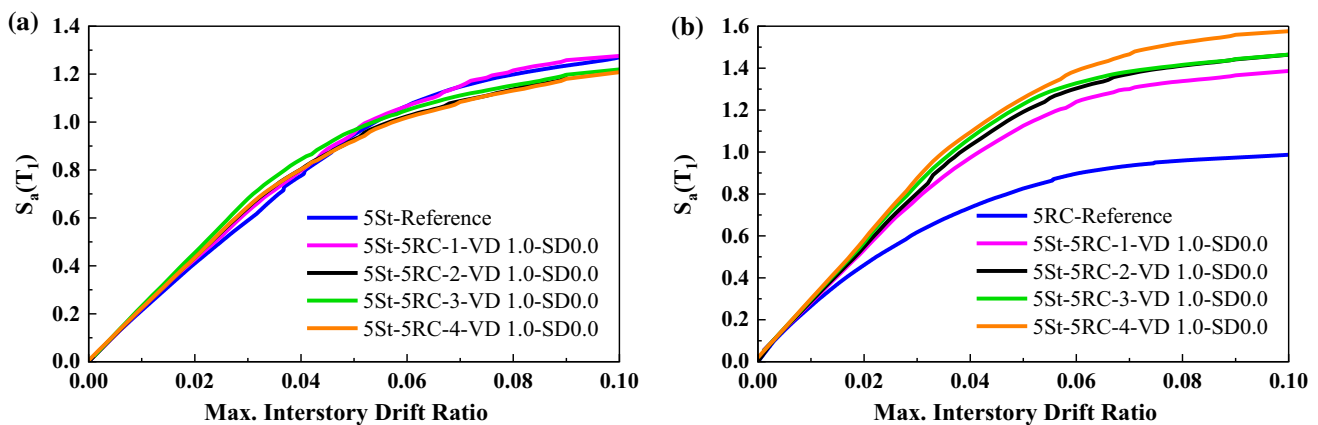 (a)
1.4
1.2
1.0
0.8
0.6
0.4
0.2
0.0
Sa(T1)
5St-Reference
5St-5RC-1-VD 1.0-SD0.0
5St-5RC-2-VD 1.0-SD0.0
5St-5RC-3-VD 1.0-SD0.0
5St-5RC-4-VD 1.0-SD0.0
0.00 0.02 0.04 0.06 0.08 0.10
Max. Interstory Drift Ratio
(b)
1.6
1.4
1.2
1.0
0.8
0.6
0.4
0.2
0.0
Sa(T1)
5RC-Reference
5St-5RC-1-VD 1.0-SD0.0
5St-5RC-2-VD 1.0-SD0.0
5St-5RC-3-VD 1.0-SD0.0
5St-5RC-4-VD 1.0-SD0.0
0.00 0.02 0.04 0.06 0.08 0.10
Max. Interstory Drift Ratio